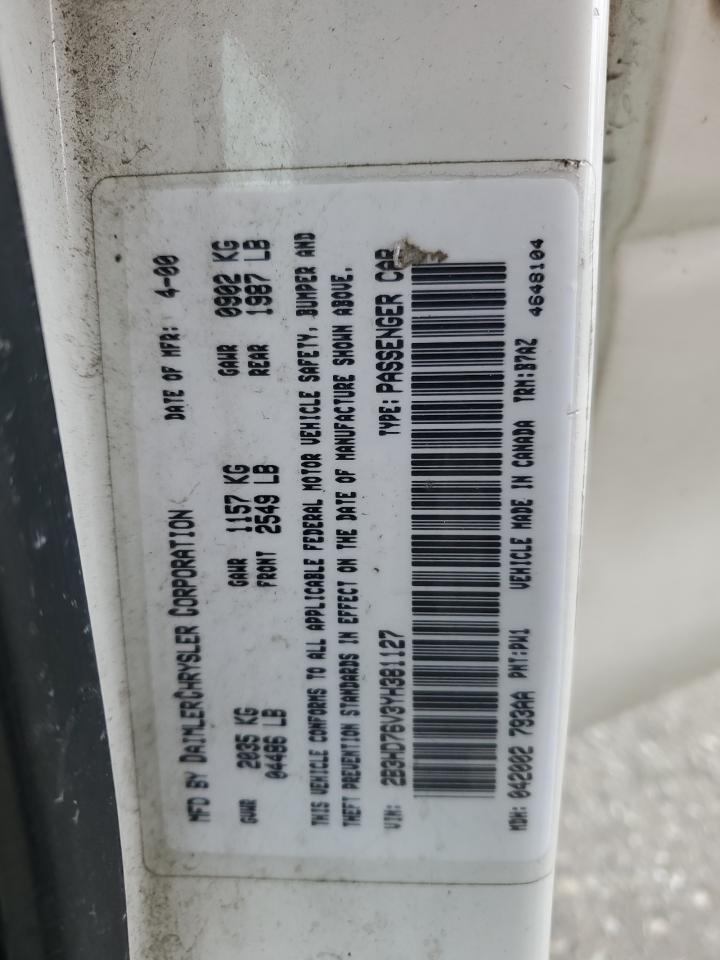 MFD BY DAIMLERCHRYSLER CORPORATION DATE OF MFR: 4-00
GVWR 2035 KG 04486 LB GAWR FRONT 1157 KG 2549 LB GAWR REAR 0902 KG 1987 LB
THIS VEHICLE CONFORMS TO ALL APPLICABLE FEDERAL MOTOR VEHICLE SAFETY, BUMPER AND
THEFT PREVENTION STANDARDS IN EFFECT ON THE DATE OF MANUFACTURE SHOWN ABOVE.
VIN: 2B3HD76V3YH381127 TYPE: PASSENGER CAR
MDH: 042002 793AA PNT:PW1 VEHICLE MADE IN CANADA TRM:B7AZ
4648104